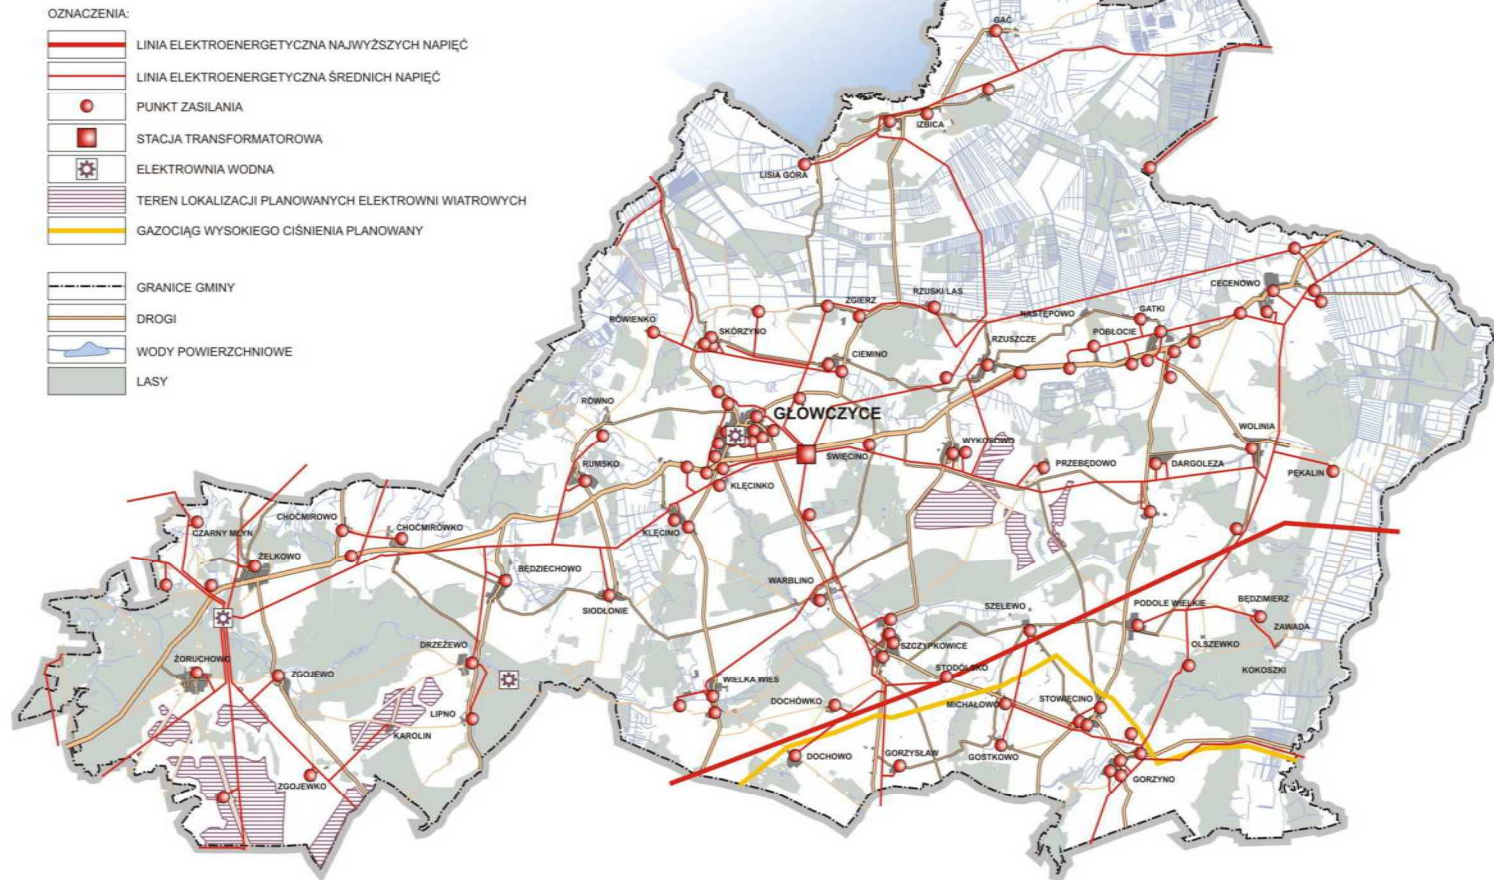 OZNACZENIA:
LINIA ELEKTROENERGETYCZNA NAJWYŻSZYCH NAPIĘĆ
LINIA ELEKTROENERGETYCZNA ŚREDNICH NAPIĘĆ
PUNKT ZASILANIA
STACJA TRANSFORMATOROWA
ELEKTROWNIA WODNA
TEREN LOKALIZACJI PLANOWANYCH ELEKTROWNI WIATROWYCH
GAZOCIĄG WYSOKIEGO CIŚNIENIA PLANOWANY
GRANICE GMINY
DROGI
WODY POWIERZCHNIOWE
LASY
GAĆ
IZBICA
LISIA GÓRA
CECENOWO
RZUSKI LAS
ZGIERZ
GATKI
NASTĘPOWO
RÓWIENKO
SKÓRZYNO
POBŁOCIE
RZUSZCZE
CIEMINO
RÓWNO
GŁÓWCZYCE
WOLINIA
WYKOSOWO
ŚWIĘCINO
PRZEBĘDOWO
DARGOLEZA
RUMSKO
PĘKALIN
KLĘCINKO
CHOĆMIROWO
CHOĆMIRÓWKO
CZARNY MŁYN
KLĘCINO
ŻELKOWO
BĘDZIECHOWO
WARBLINO
SIODŁONIE
SZELEWO
PODOLE WIELKIE
BĘDZIMIERZ
ZAWADA
DRZEŻEWO
SZCZYPKOWICE
OLSZEWKO
ŻORUCHOWO
STODÓLSKO
KOKOSZKI
ZGOJEWO
WIELKA WIEŚ
DOCHÓWKO
MICHAŁOWO
STOWIĘCINO
LIPNO
KAROLIN
DOCHOWO
GORZYSŁAW
GOSTKOWO
GORZYNO
ZGOJEWKO